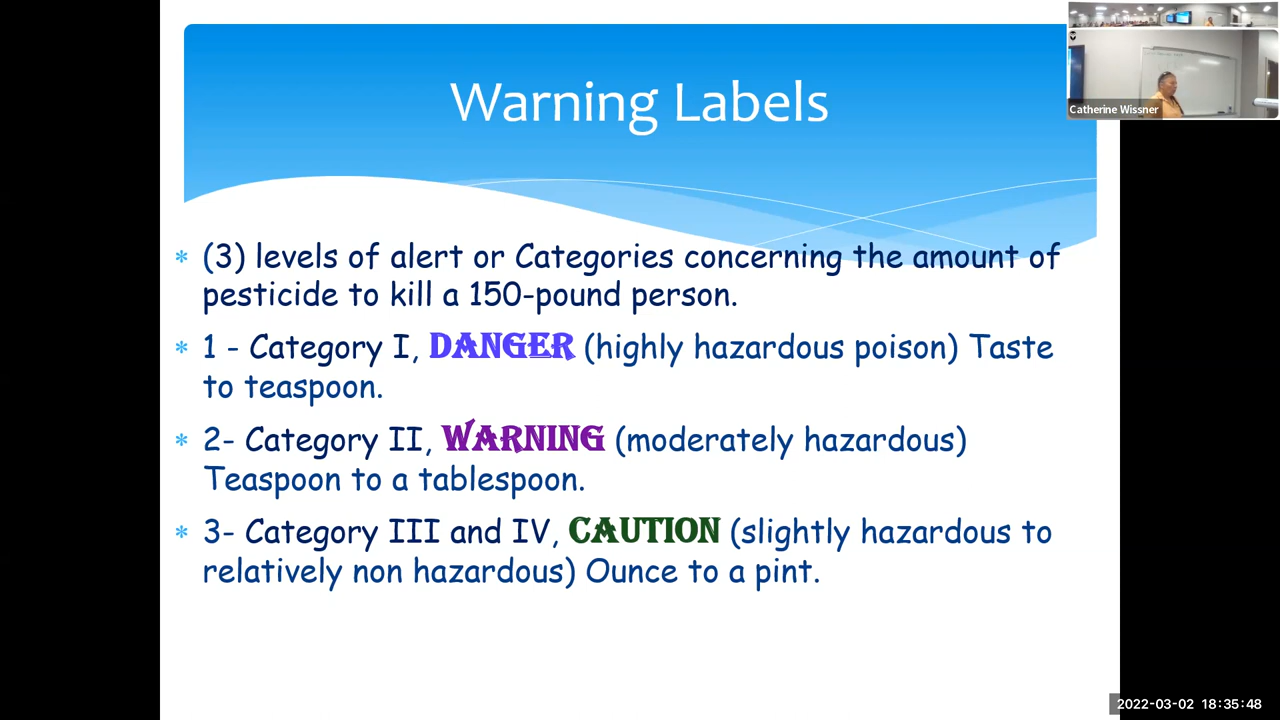 Warning Labels
Catherine Wissner
* (3) levels of alert or Categories concerning the amount of
pesticide to kill a 150-pound person.
* 1 - Category I, DANGER (highly hazardous poison) Taste
to teaspoon.
* 2- Category II, WARNING (moderately hazardous)
Teaspoon to a tablespoon.
* 3- Category III and IV, CAUTION (slightly hazardous to
relatively non hazardous) Ounce to a pint.
2022-03-02 18:35:48